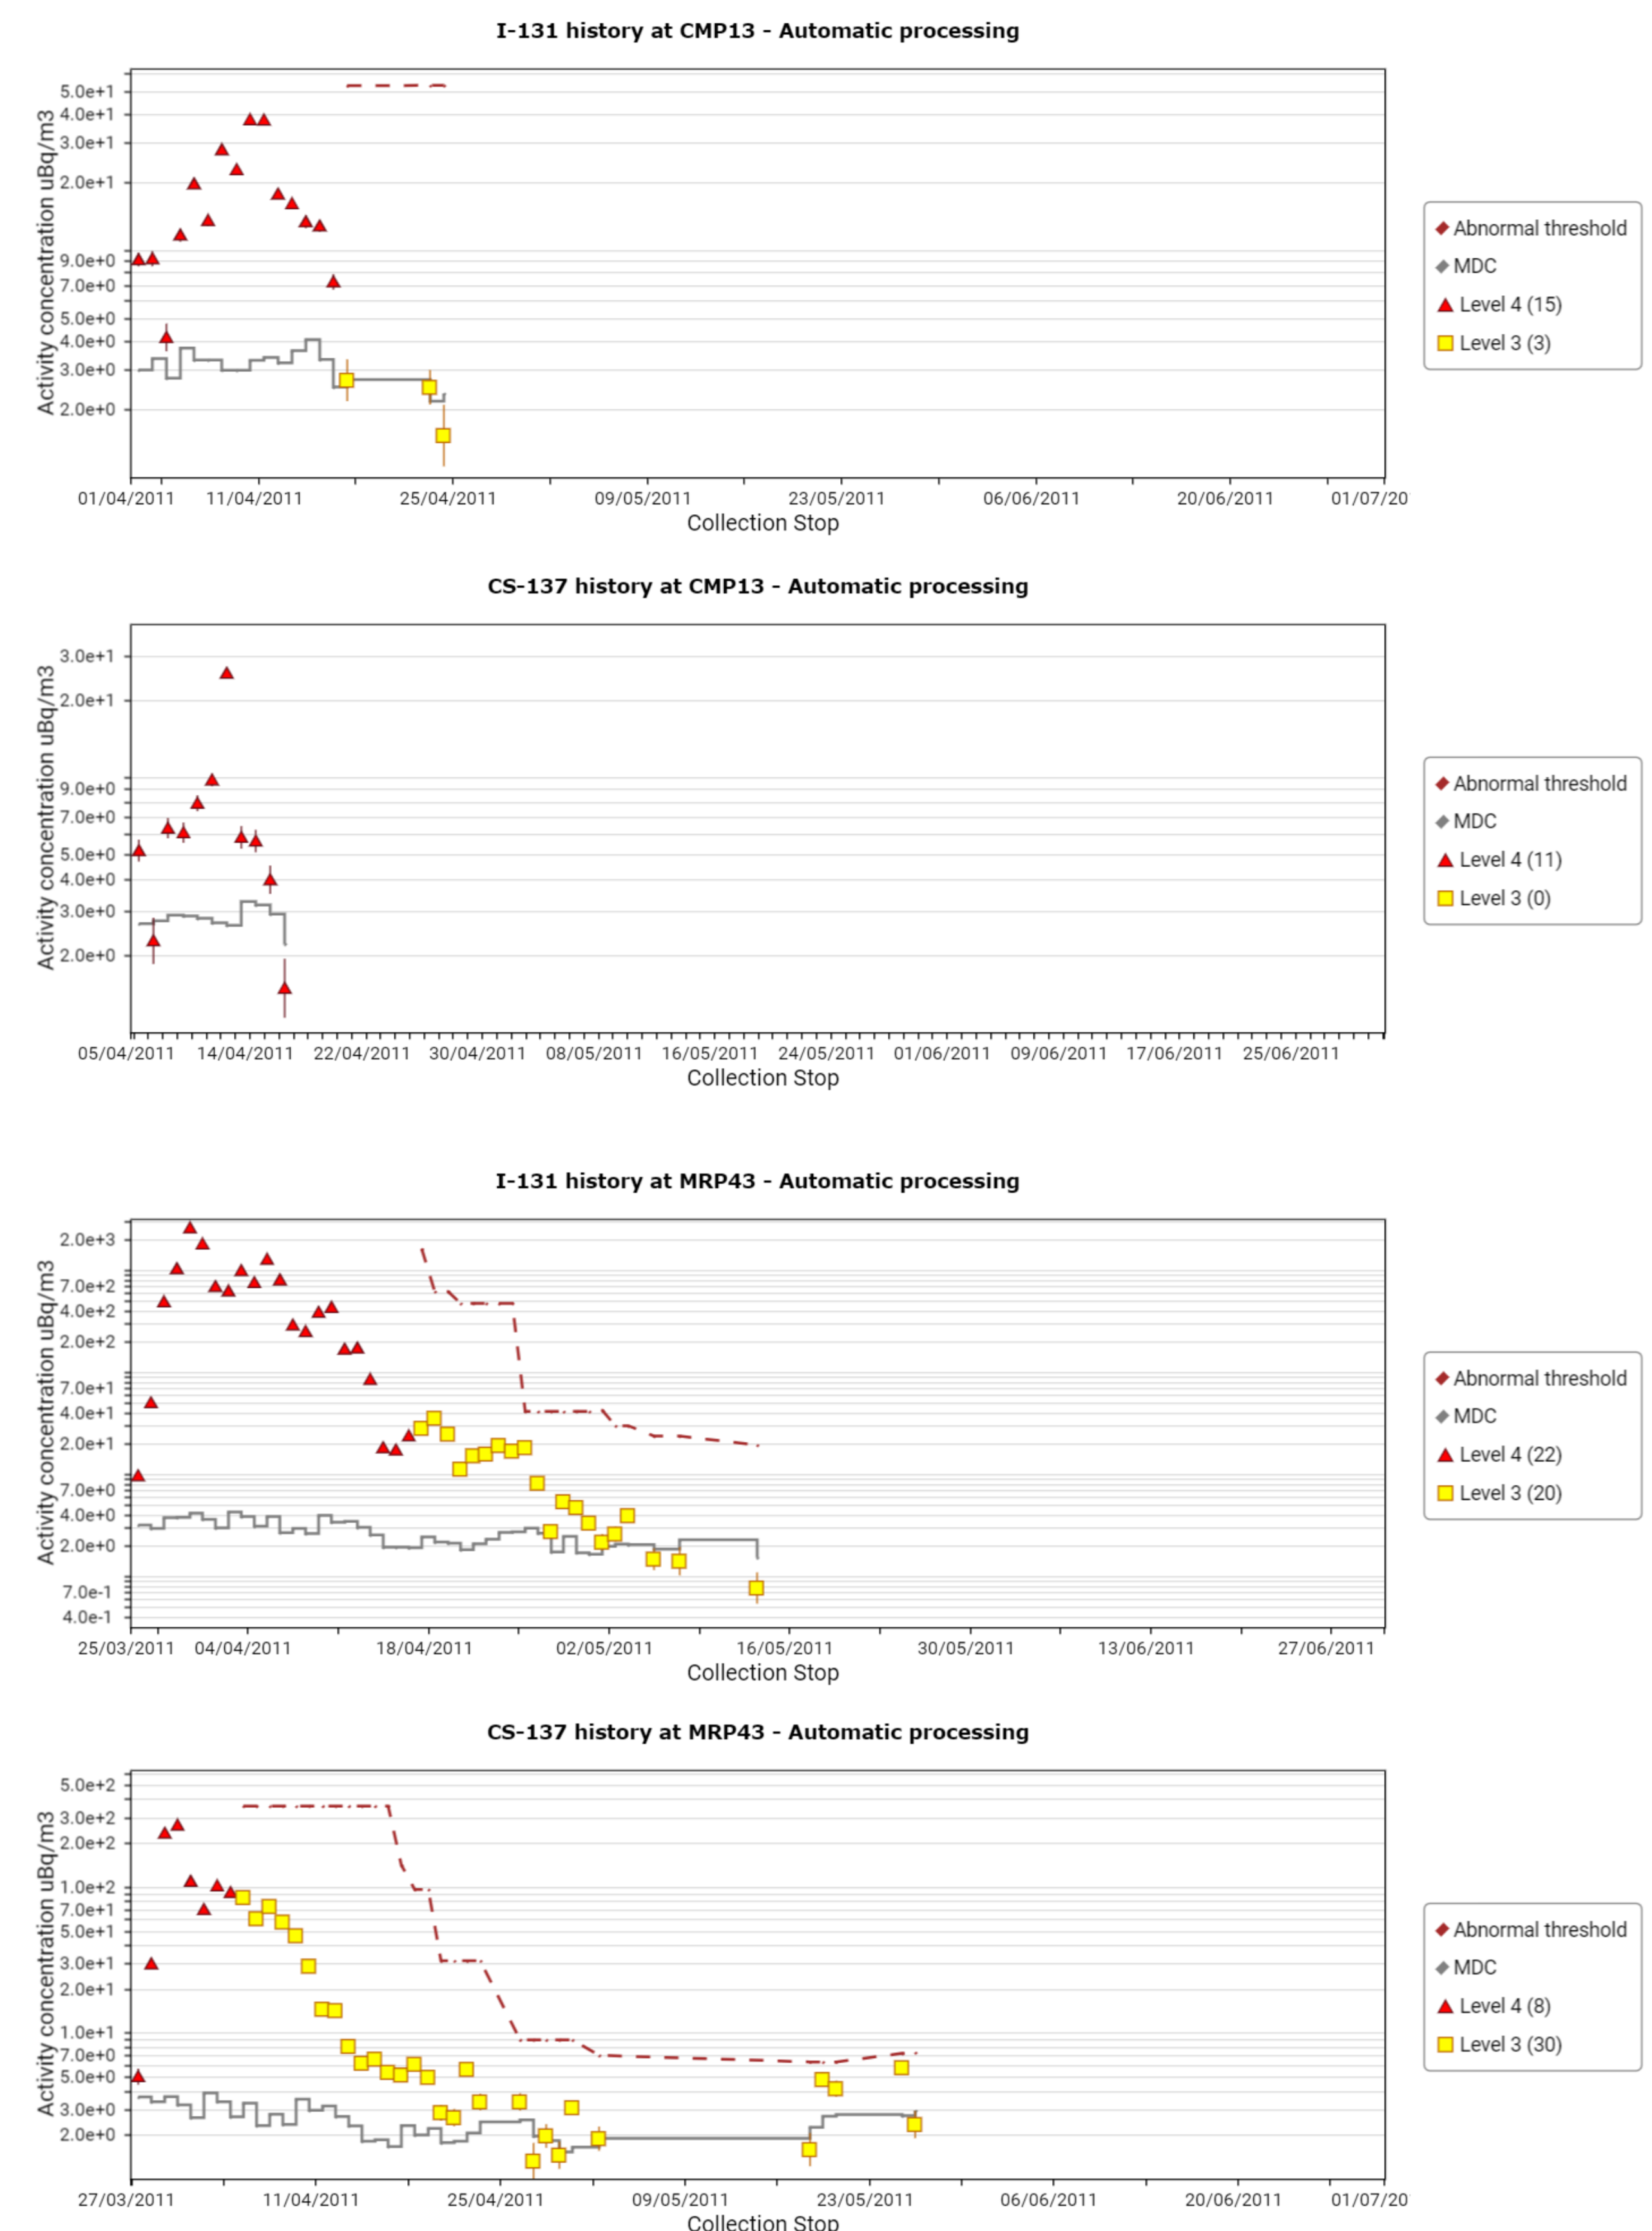 I-131 history at CMP13 - Automatic processing
Activity concentration uBq/m3
5.0e+1
4.0e+1
3.0e+1
2.0e+1
9.0e+0
7.0e+0
5.0e+0
4.0e+0
3.0e+0
2.0e+0
01/04/2011 11/04/2011 25/04/2011 09/05/2011 23/05/2011 06/06/2011 20/06/2011 01/07/20
Collection Stop
Abnormal threshold
MDC
Level 4 (15)
Level 3 (3)
CS-137 history at CMP13 - Automatic processing
Activity concentration uBq/m3
3.0e+1
2.0e+1
9.0e+0
7.0e+0
5.0e+0
4.0e+0
3.0e+0
2.0e+0
05/04/2011 14/04/2011 22/04/2011 30/04/2011 08/05/2011 16/05/2011 24/05/2011 01/06/2011 09/06/2011 17/06/2011 25/06/2011
Collection Stop
Abnormal threshold
MDC
Level 4 (11)
Level 3 (0)
I-131 history at MRP43 - Automatic processing
Activity concentration uBq/m3
2.0e+3
7.0e+2
4.0e+2
2.0e+2
7.0e+1
4.0e+1
2.0e+1
7.0e+0
4.0e+0
2.0e+0
7.0e-1
4.0e-1
25/03/2011 04/04/2011 18/04/2011 02/05/2011 16/05/2011 30/05/2011 13/06/2011 27/06/2011
Collection Stop
Abnormal threshold
MDC
Level 4 (22)
Level 3 (20)
CS-137 history at MRP43 - Automatic processing
Activity concentration uBq/m3
5.0e+2
3.0e+2
2.0e+2
1.0e+2
7.0e+1
5.0e+1
3.0e+1
2.0e+1
1.0e+1
7.0e+0
5.0e+0
3.0e+0
2.0e+0
27/03/2011 11/04/2011 25/04/2011 09/05/2011 23/05/2011 06/06/2011 20/06/2011 01/07/20
Collection Stop
Abnormal threshold
MDC
Level 4 (8)
Level 3 (30)